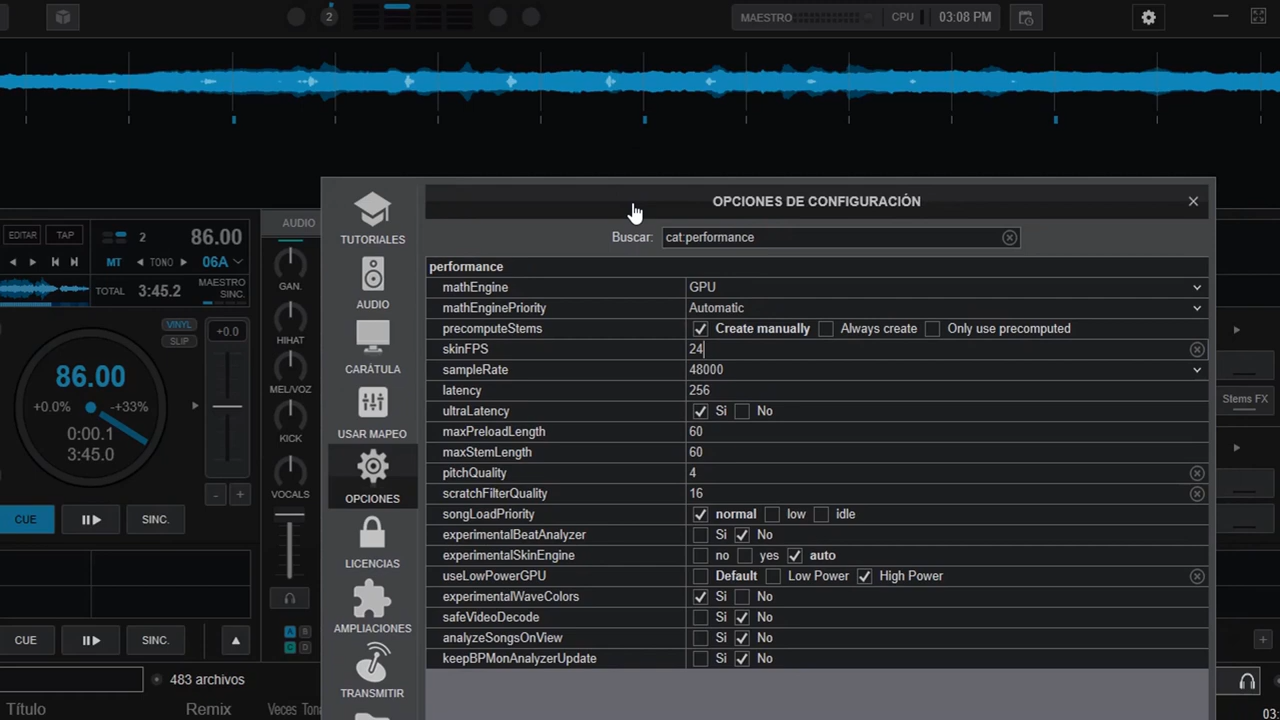 2
MAESTRO
CPU
03:08 PM
EDITAR TAP
2
86.00
MT TONO 06A
TOTAL 3:45.2
MAESTRO
SINC.
VINYL
SLIP
+0.0
86.00
+0.0% -+33%
0:00.1
3:45.0
- +
CUE
SINC.
CUE
SINC.
AUDIO
GAN.
HIHAT
MEL/VOZ
KICK
VOCALS
A B
C D
483 archivos
Título Remix
TUTORIALES
AUDIO
CARÁTULA
USAR MAPEO
OPCIONES
LICENCIAS
AMPLIACIONES
TRANSMITIR
OPCIONES DE CONFIGURACIÓN
Buscar: cat:performance
performance
mathEngine GPU
mathEnginePriority Automatic
precomputeStems Create manually Always create Only use precomputed
skinFPS 24
sampleRate 48000
latency 256
ultraLatency Si No
maxPreloadLength 60
maxStemLength 60
pitchQuality 4
scratchFilterQuality 16
songLoadPriority normal low idle
experimentalBeatAnalyzer Si No
experimentalSkinEngine no yes auto
useLowPowerGPU Default Low Power High Power
experimentalWaveColors Si No
safeVideoDecode Si No
analyzeSongsOnView Si No
keepBPMonAnalyzerUpdate Si No
Stems FX